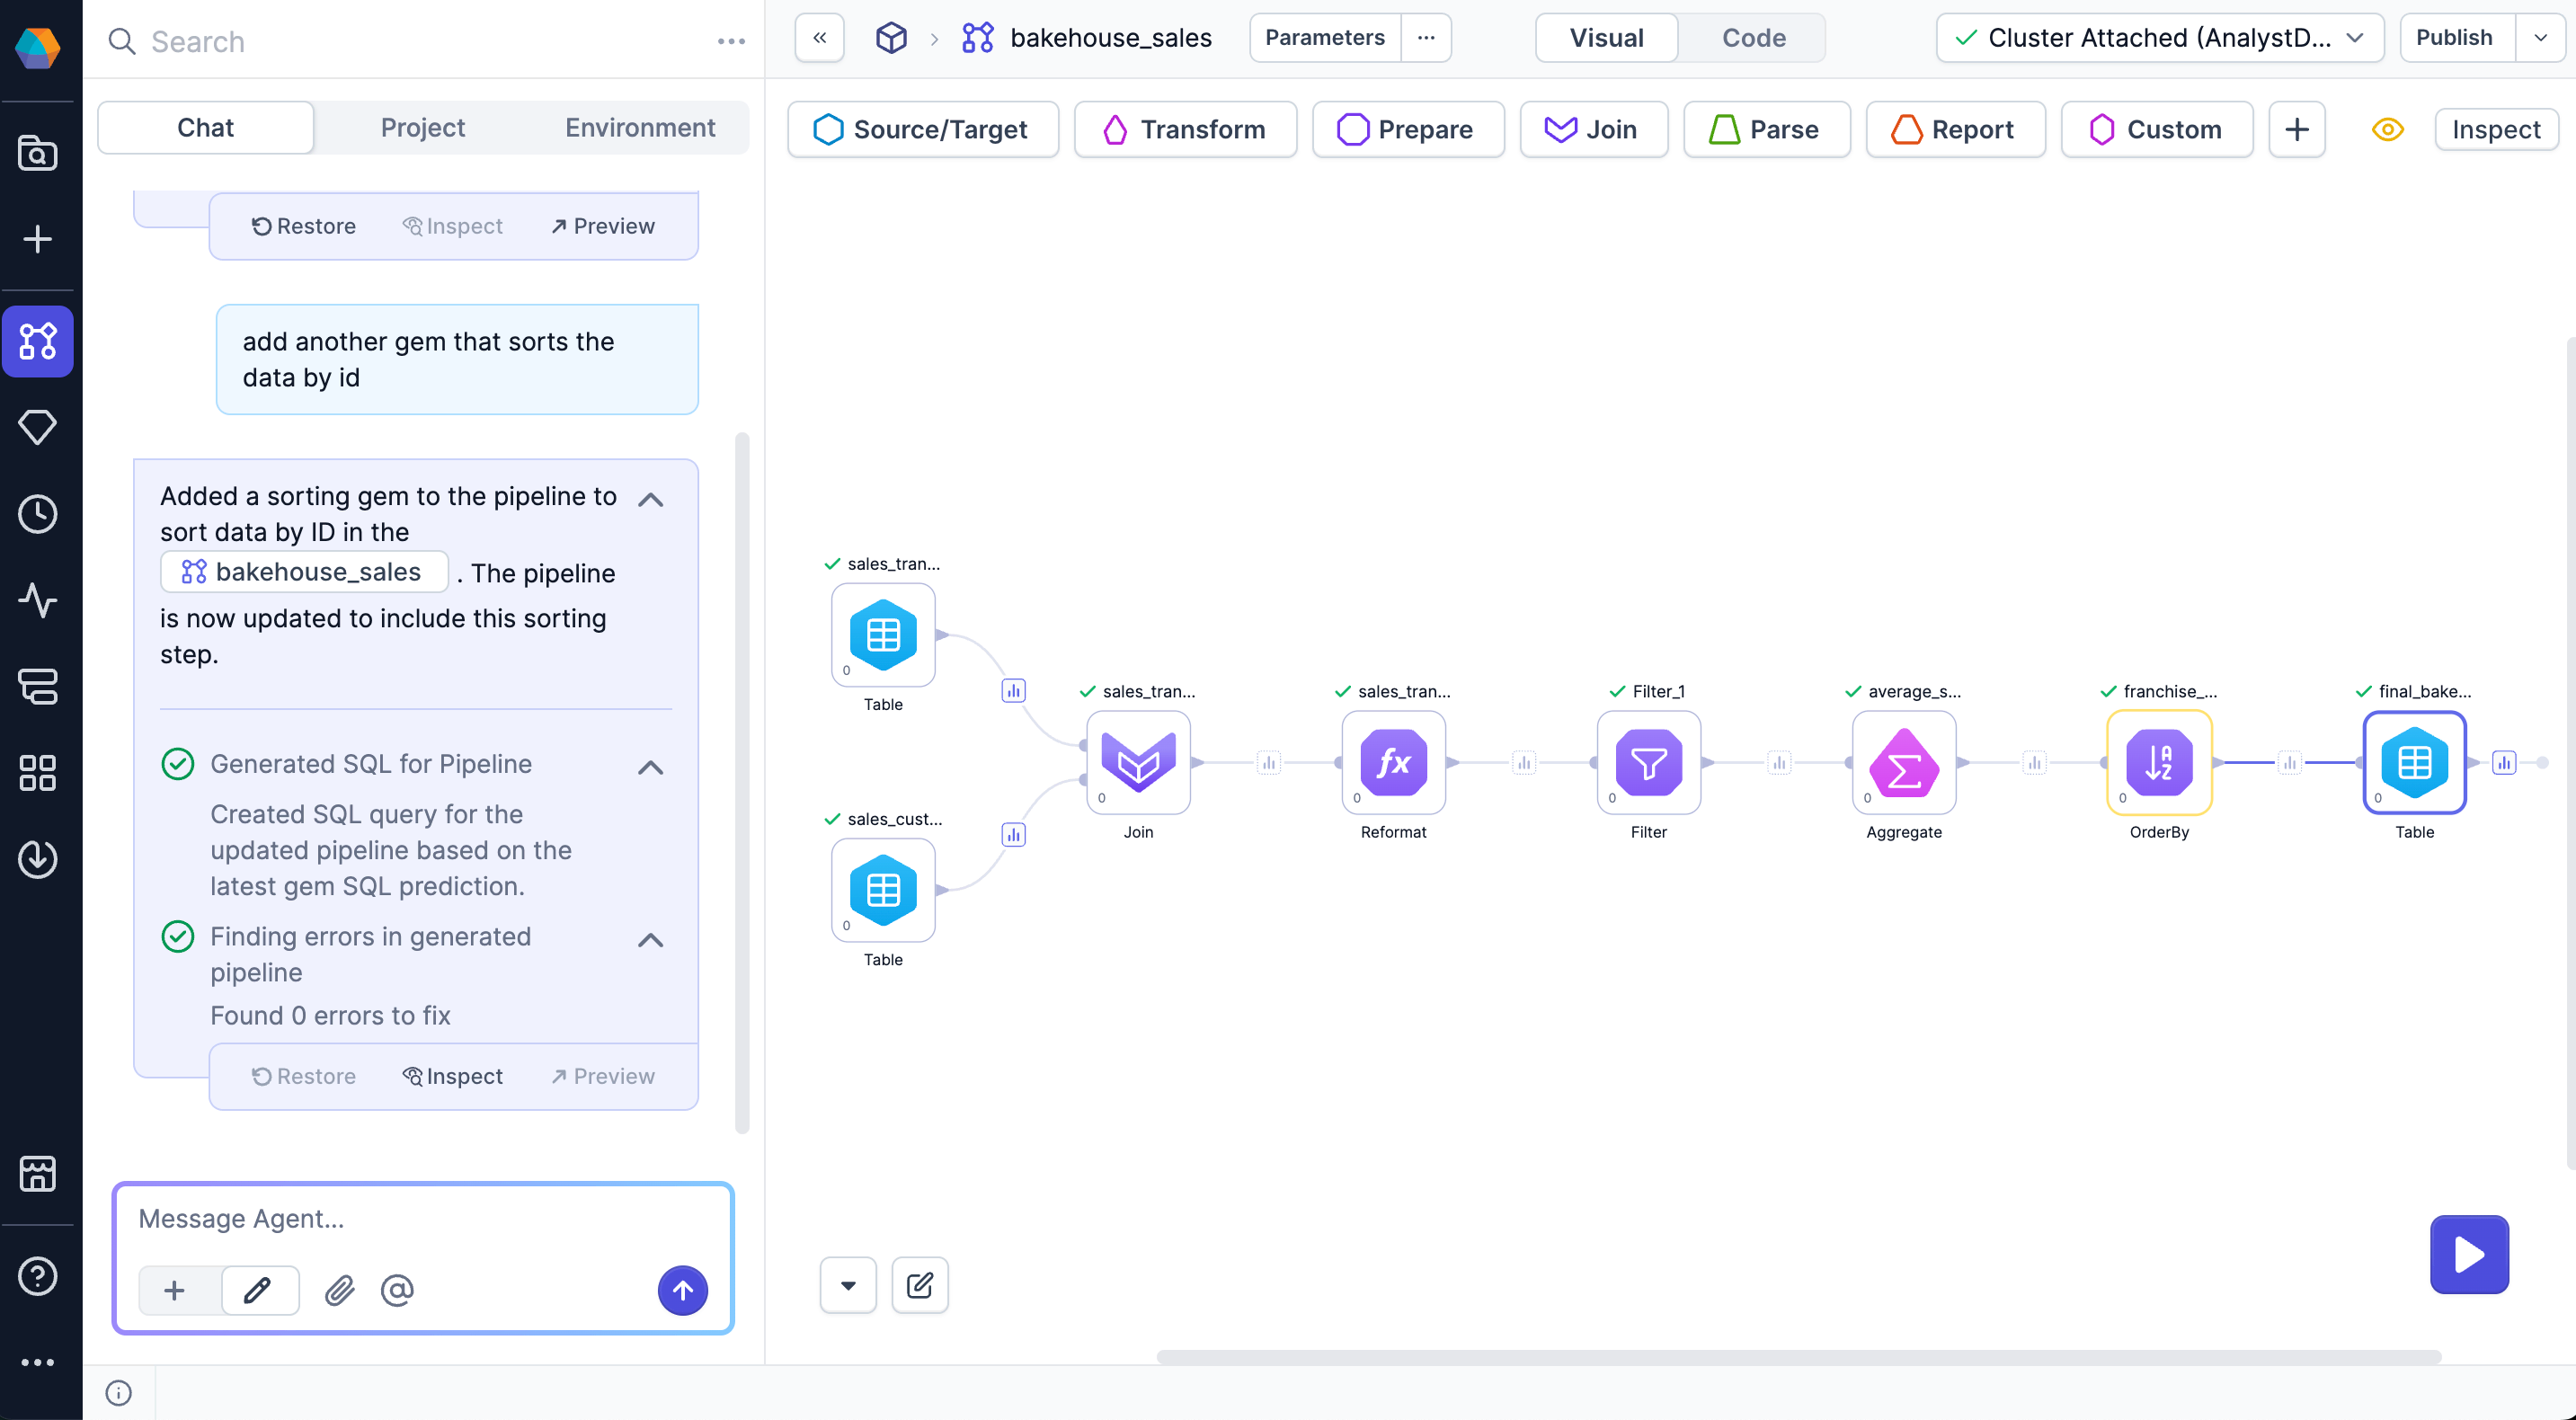 Search
Chat
Project
Environment
Restore
Inspect
Preview
add another gem that sorts the
data by id
Added a sorting gem to the pipeline to
sort data by ID in the
bakehouse_sales . The pipeline
is now updated to include this sorting
step.
Generated SQL for Pipeline
Created SQL query for the
updated pipeline based on the
latest gem SQL prediction.
Finding errors in generated
pipeline
Found 0 errors to fix
Restore
Inspect
Preview
Message Agent...
bakehouse_sales
Parameters
Visual
Code
Cluster Attached (AnalystD...
Publish
Source/Target
Transform
Prepare
Join
Parse
Report
Custom
Inspect
sales_tran...
0
Table
sales_cust...
0
Table
sales_tran...
0
Join
sales_tran...
fx
0
Reformat
Filter_1
0
Filter
average_s...
Σ
0
Aggregate
franchise_...
A
Z
0
OrderBy
final_bake...
0
Table